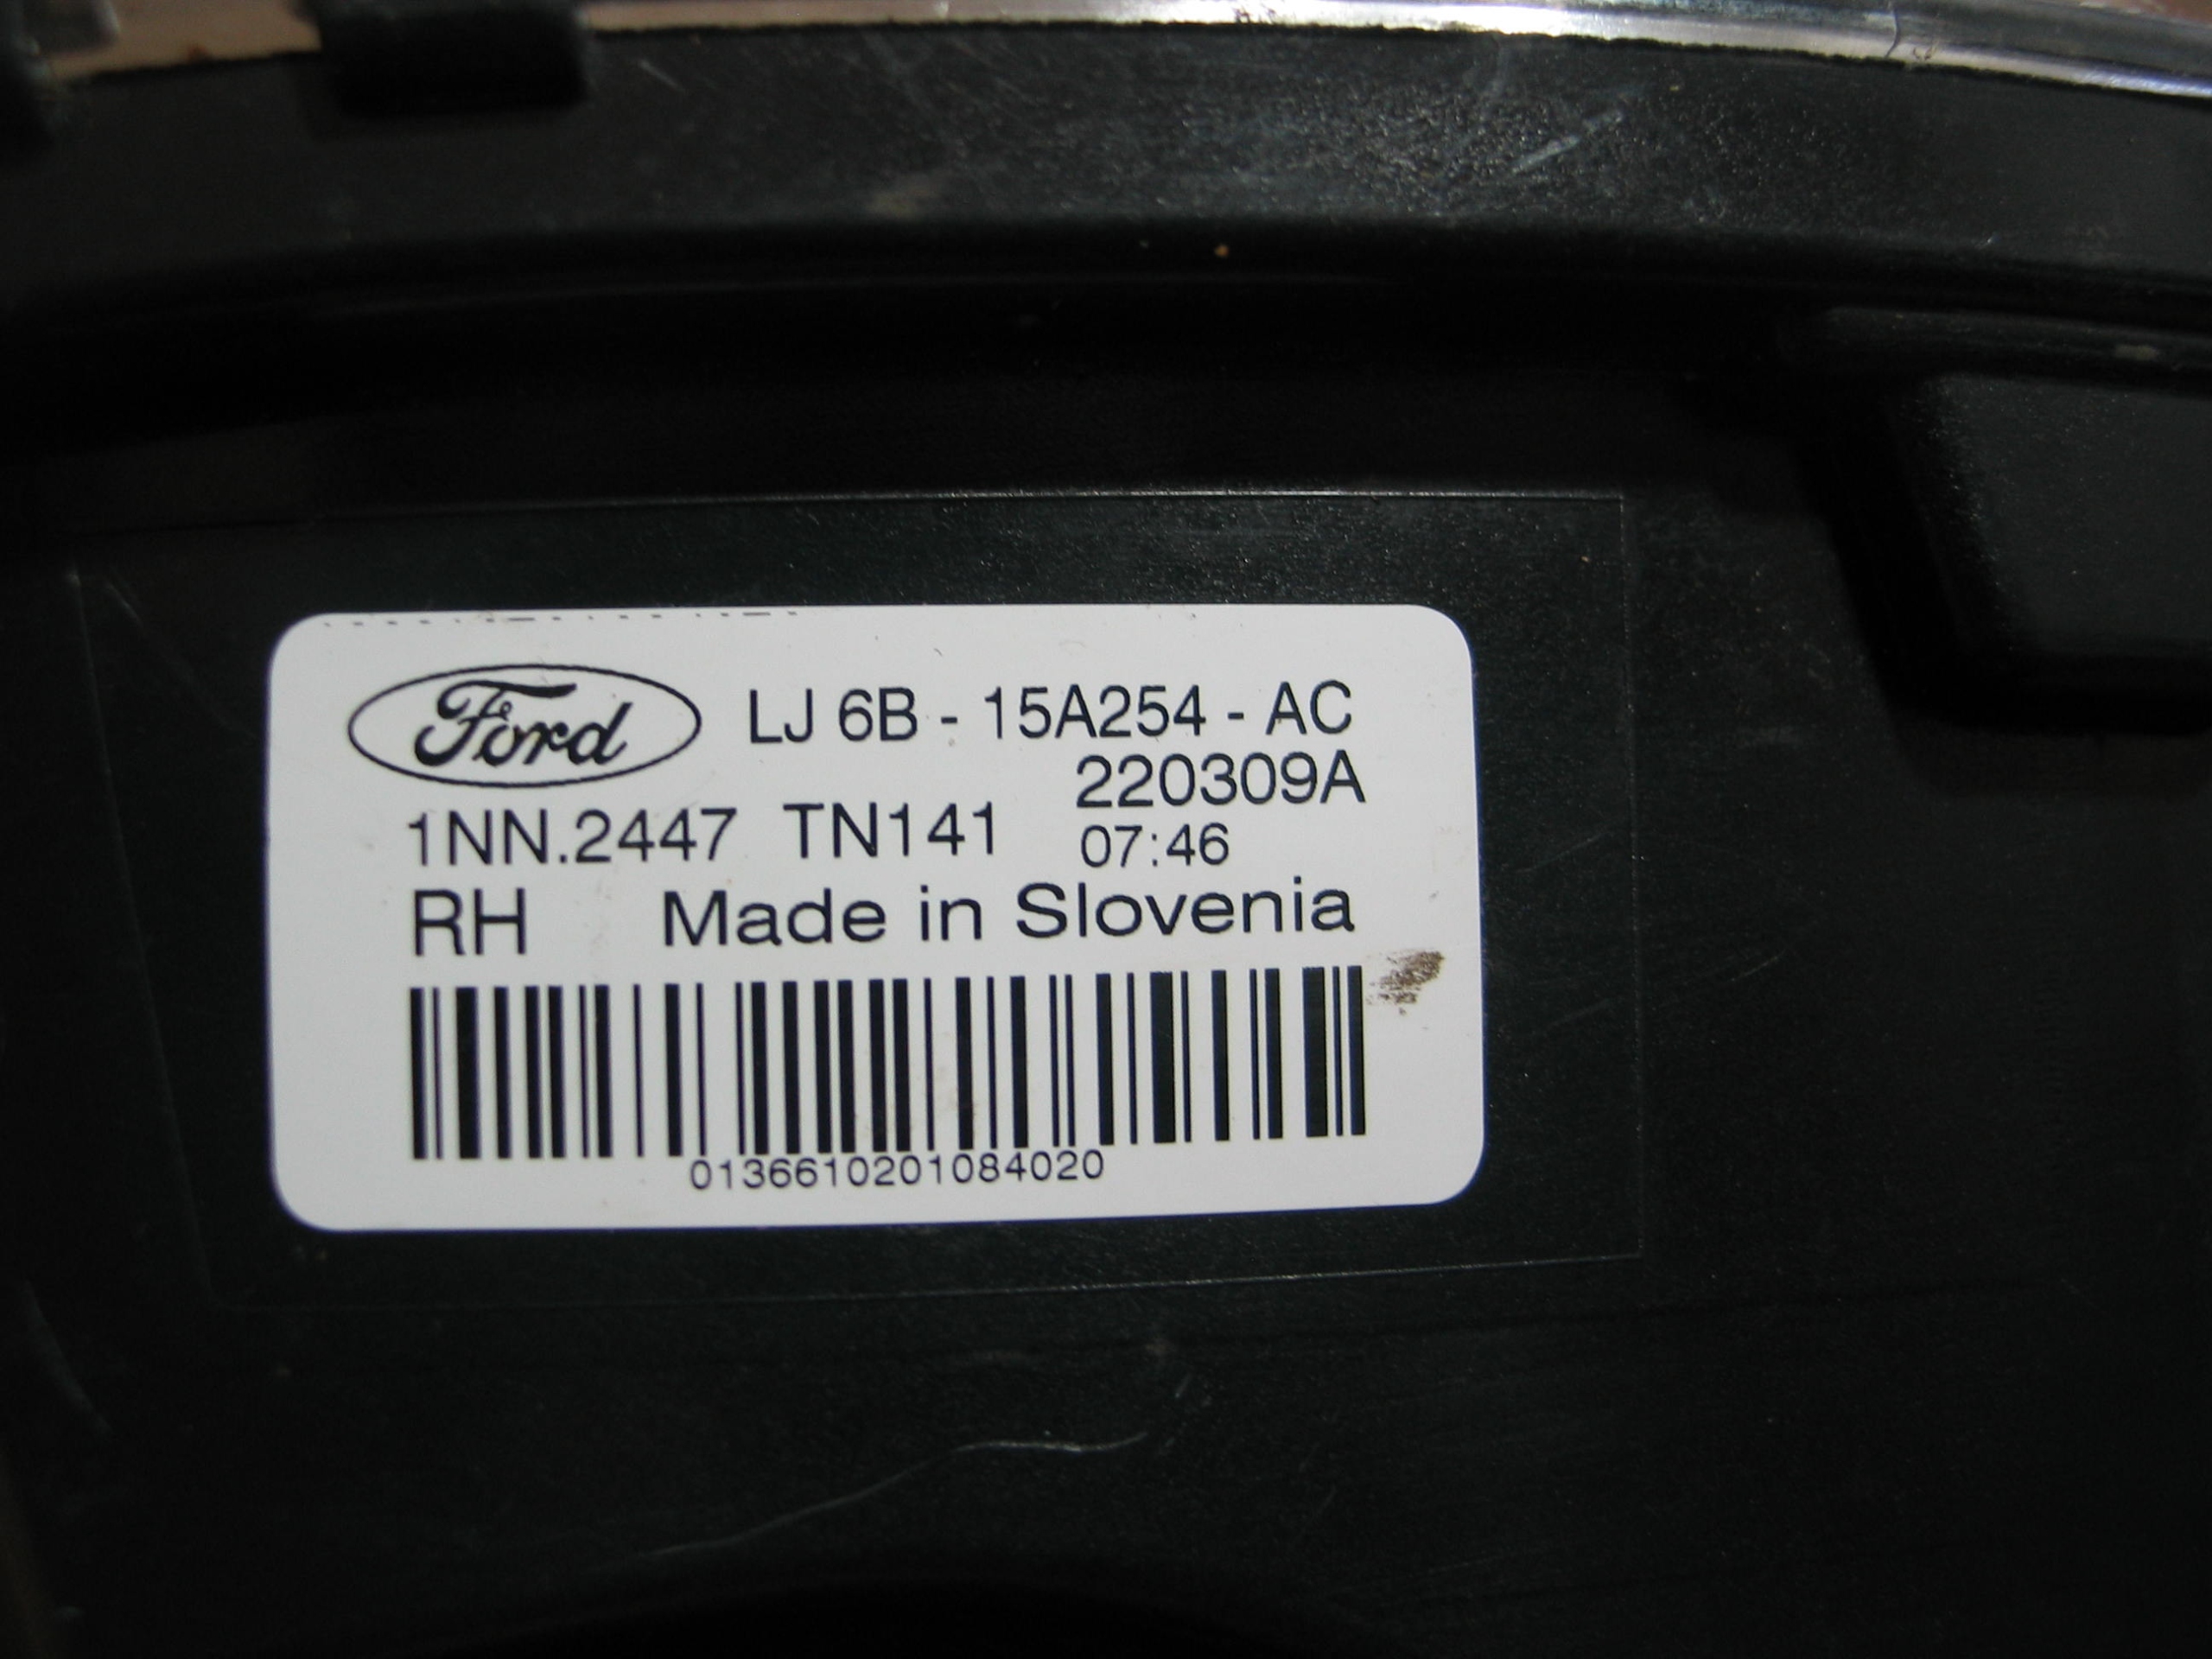 Ford LJ 6B - 15A254 - AC
220309A
1NN.2447 TN141 07:46
RH Made in Slovenia
0136610201084020